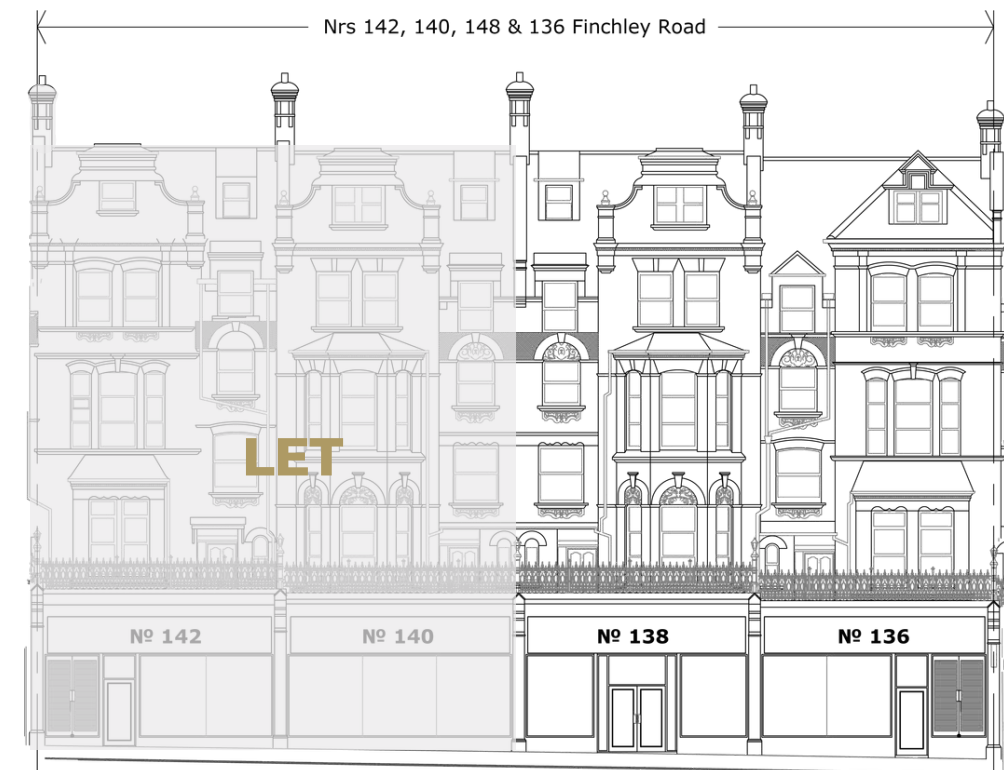 Nrs 142, 140, 148 & 136 Finchley Road
LET
Nº 142
Nº 140
Nº 138
Nº 136